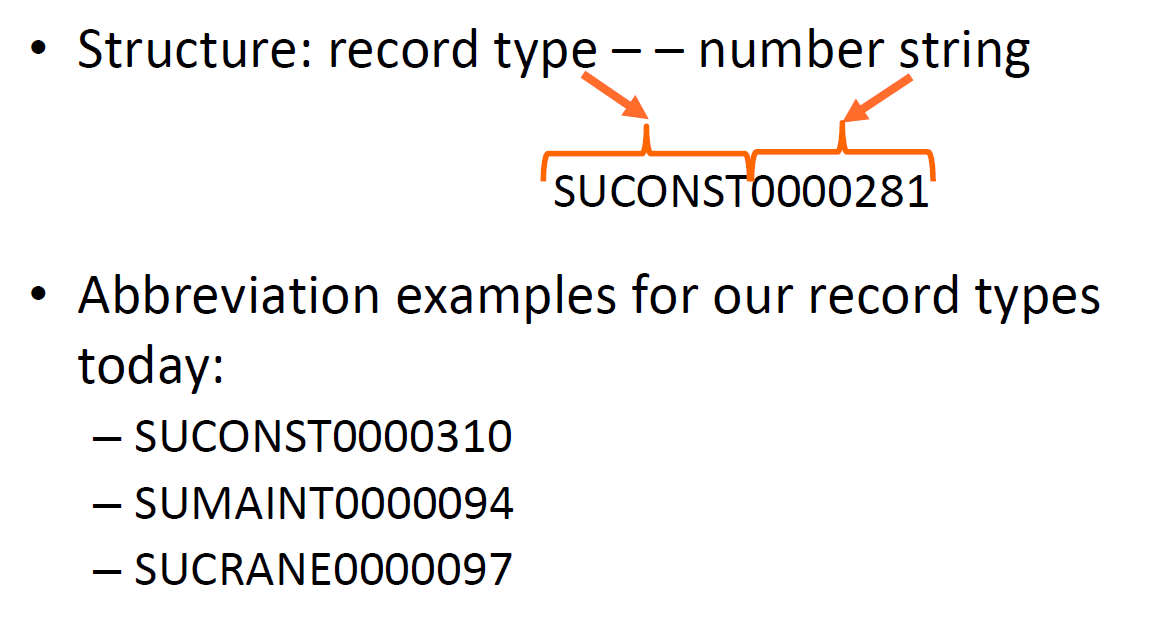 • Structure: record type – – number string
SUCONST0000281
• Abbreviation examples for our record types
today:
– SUCONST0000310
– SUMAINT0000094
– SUCRANE0000097